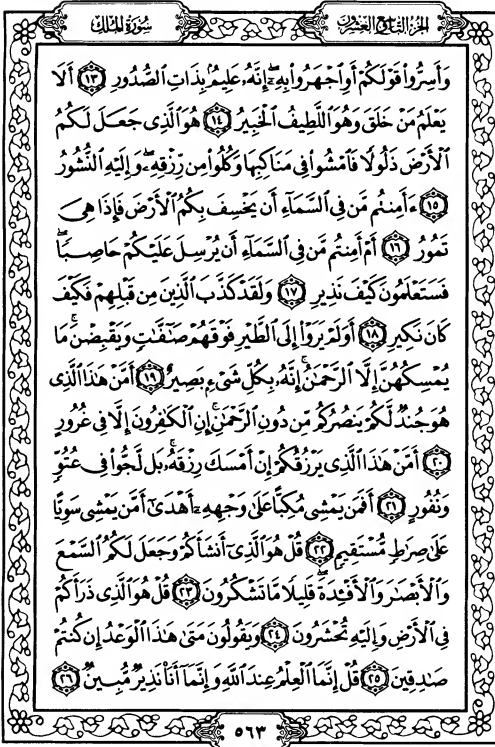 الجزء التاسع والعشرون
سورة الملك
وَأَسِرُّوا۟ قَوْلَكُمْ أَوِ ٱجْهَرُوا۟ بِهِۦٓ إِنَّهُۥ عَلِيمٌۢ بِذَاتِ ٱلصُّدُورِ ١٣ أَلَا
يَعْلَمُ مَنْ خَلَقَ وَهُوَ ٱللَّطِيفُ ٱلْخَبِيرُ ١٤ هُوَ ٱلَّذِى جَعَلَ لَكُمُ
ٱلْأَرْضَ ذَلُولًا فَٱمْشُوا۟ فِى مَنَاكِبِهَا وَكُلُوا۟ مِن رِّزْقِهِۦ وَإِلَيْهِ ٱلنُّشُورُ
١٥ ءَأَمِنتُم مَّن فِى ٱلسَّمَآءِ أَن يَخْسِفَ بِكُمُ ٱلْأَرْضَ فَإِذَا هِىَ
تَمُورُ ١٦ أَمْ أَمِنتُم مَّن فِى ٱلسَّمَآءِ أَن يُرْسِلَ عَلَيْكُمْ حَاصِبًا ۖ
فَسَتَعْلَمُونَ كَيْفَ نَذِيرِ ١٧ وَلَقَدْ كَذَّبَ ٱلَّذِينَ مِن قَبْلِهِمْ فَكَيْفَ
كَانَ نَكِيرِ ١٨ أَوَلَمْ يَرَوْا۟ إِلَى ٱلطَّيْرِ فَوْقَهُمْ صَٰٓفَّٰتٍ وَيَقْبِضْنَ ۚ مَا
يُمْسِكُهُنَّ إِلَّا ٱلرَّحْمَٰنُ ۚ إِنَّهُۥ بِكُلِّ شَىْءٍۭ بَصِيرٌ ١٩ أَمَّنْ هَٰذَا ٱلَّذِى
هُوَ جُندٌ لَّكُمْ يَنصُرُكُم مِّن دُونِ ٱلرَّحْمَٰنِ ۚ إِنِ ٱلْكَٰفِرُونَ إِلَّا فِى غُرُورٍ
٢٠ أَمَّنْ هَٰذَا ٱلَّذِى يَرْزُقُكُمْ إِنْ أَمْسَكَ رِزْقَهُۥ ۚ بَل لَّجُّوا۟ فِى عُتُوٍّ
وَنُفُورٍ ٢١ أَفَمَن يَمْشِى مُكِبًّا عَلَىٰ وَجْهِهِۦٓ أَهْدَىٰٓ أَمَّن يَمْشِى سَوِيًّا
عَلَىٰ صِرَٰطٍ مُّسْتَقِيمٍ ٢٢ قُلْ هُوَ ٱلَّذِىٓ أَنشَأَكُمْ وَجَعَلَ لَكُمُ ٱلسَّمْعَ
وَٱلْأَبْصَٰرَ وَٱلْأَفْـِٔدَةَ ۖ قَلِيلًا مَّا تَشْكُرُونَ ٢٣ قُلْ هُوَ ٱلَّذِى ذَرَأَكُمْ
فِى ٱلْأَرْضِ وَإِلَيْهِ تُحْشَرُونَ ٢٤ وَيَقُولُونَ مَتَىٰ هَٰذَا ٱلْوَعْدُ إِن كُنتُمْ
صَٰدِقِينَ ٢٥ قُلْ إِنَّمَا ٱلْعِلْمُ عِندَ ٱللَّهِ وَإِنَّمَآ أَنَا۠ نَذِيرٌ مُّبِينٌ ٢٦
٥٦٣